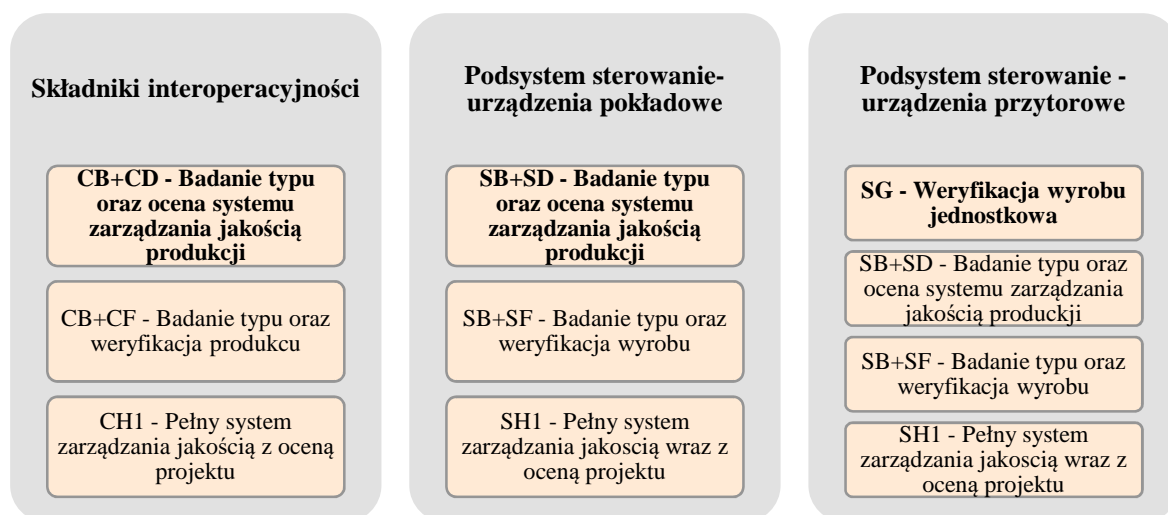 Składniki interoperacyjności
CB+CD - Badanie typu
oraz ocena systemu
zarządzania jakością
produkcji
CB+CF - Badanie typu oraz
weryfikacja produkcu
CH1 - Pełny system
zarządzania jakością z oceną
projektu
Podsystem sterowanie-
urządzenia pokładowe
SB+SD - Badanie typu
oraz ocena systemu
zarządzania jakością
produkcji
SB+SF - Badanie typu oraz
weryfikacja wyrobu
SH1 - Pełny system
zarządzania jakoscią wraz z
oceną projektu
Podsystem sterowanie -
urządzenia przytorowe
SG - Weryfikacja wyrobu
jednostkowa
SB+SD - Badanie typu oraz
ocena systemu zarządzania
jakością produckji
SB+SF - Badanie typu oraz
weryfikacja wyrobu
SH1 - Pełny system
zarządzania jakoscią wraz z
oceną projektu